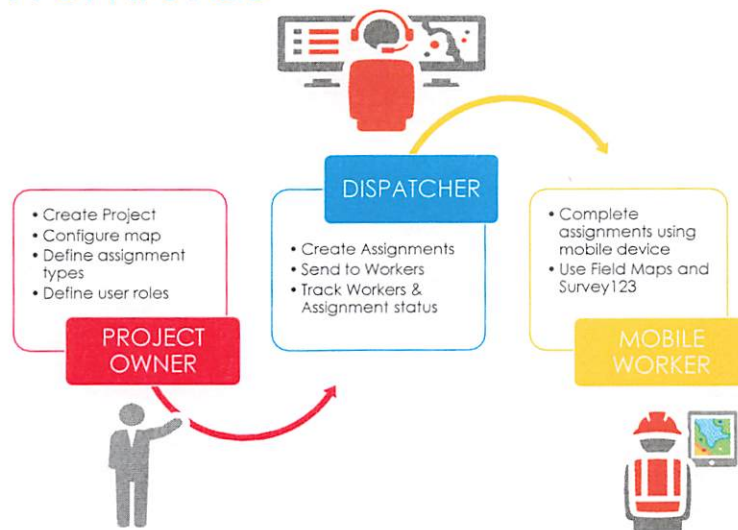 • Create Project
• Configure map
• Define assignment
types
• Define user roles
PROJECT
OWNER
DISPATCHER
• Create Assignments
• Send to Workers
• Track Workers &
Assignment status
• Complete
assignments using
mobile device
• Use Field Maps and
Survey123
MOBILE
WORKER